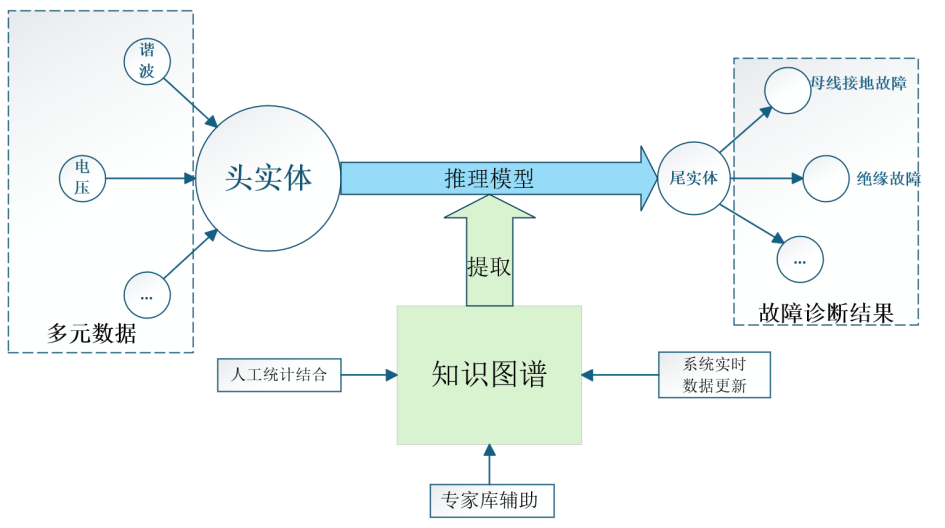 谐
波
电
压
...
多元数据
头实体
推理模型
提取
尾实体
母线接地故障
绝缘故障
...
故障诊断结果
知识图谱
人工统计结合
系统实时
数据更新
专家库辅助